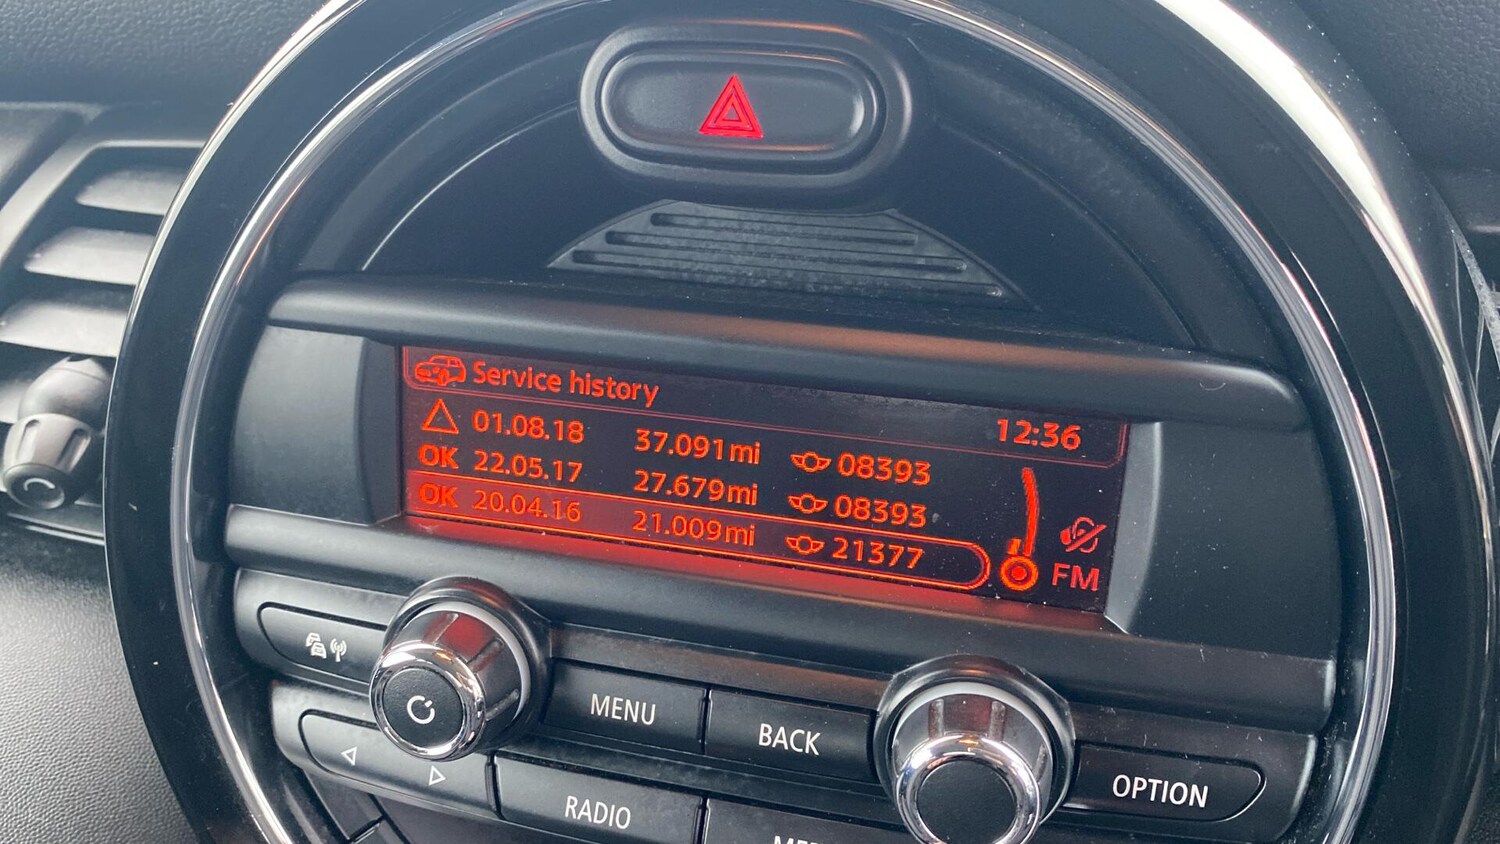 Service history
12:36
01.08.18 37.091mi 08393
OK 22.05.17 27.679mi 08393
OK 20.04.16 21.009mi 21377
FM
MENU
BACK
OPTION
RADIO